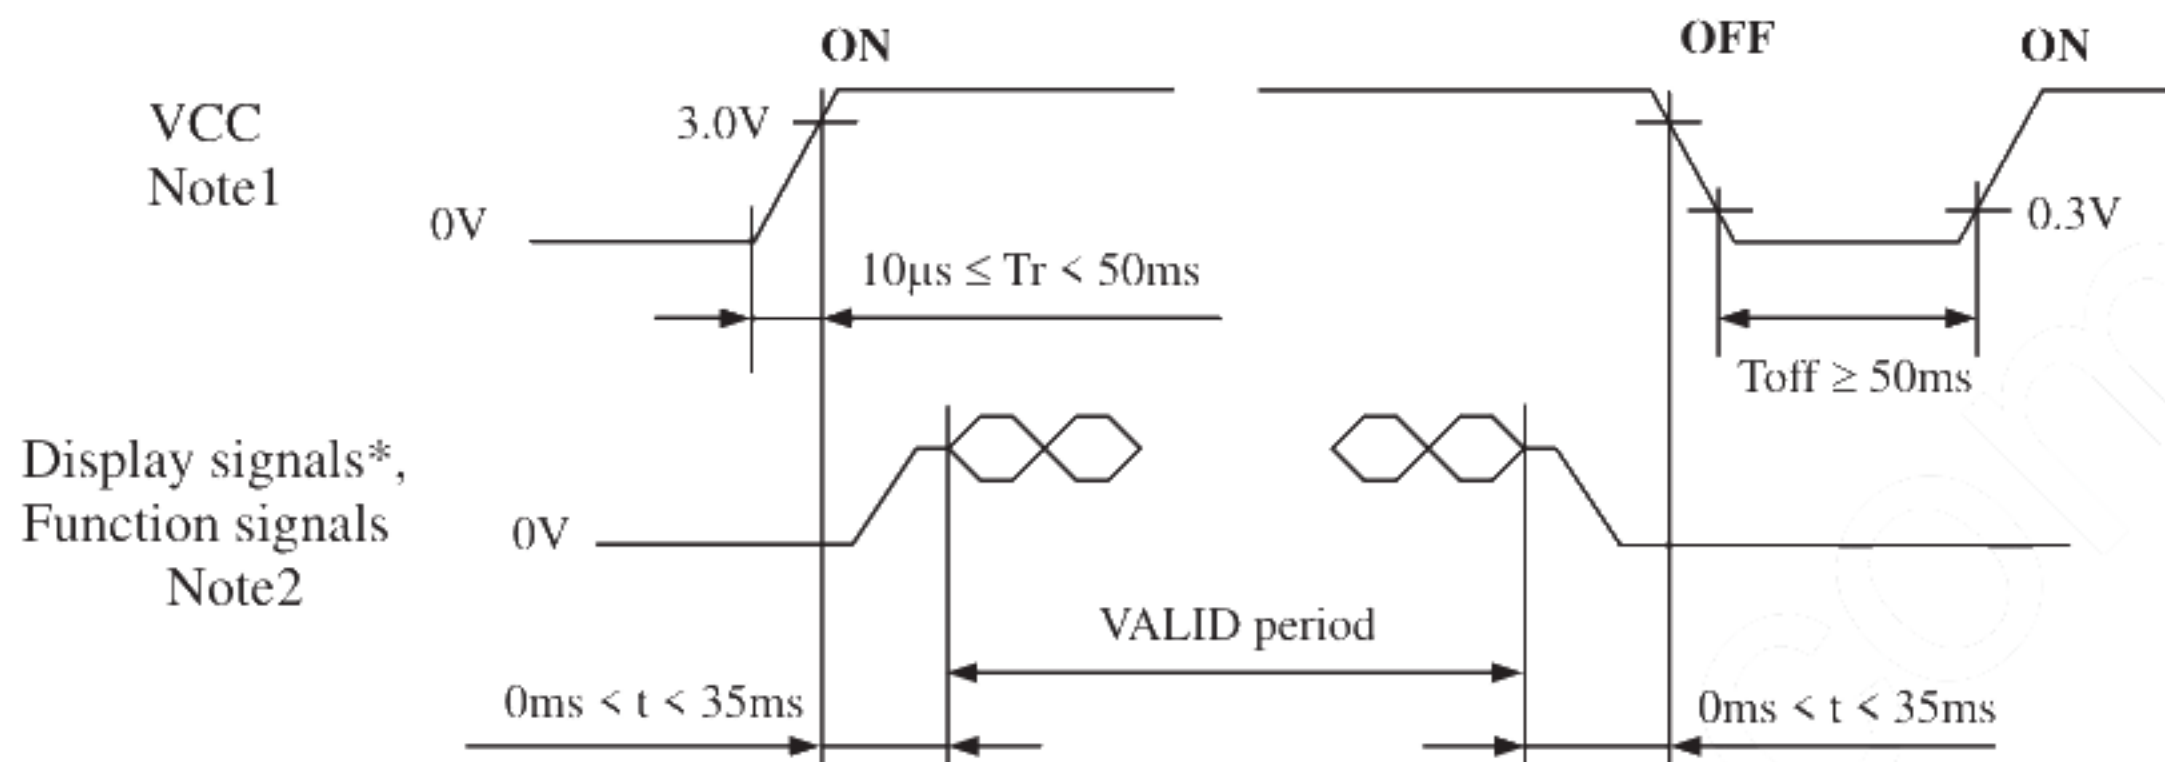 ON
OFF
ON
VCC
3.0V
Note1
0V
0.3V
10μs ≤ Tr < 50ms
Toff ≥ 50ms
Display signals*,
Function signals
0V
Note2
VALID period
0ms < t < 35ms
0ms < t < 35ms